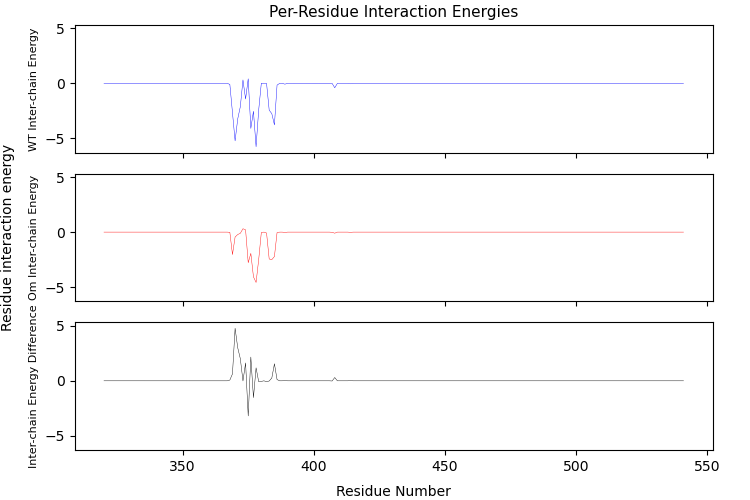 Per-Residue Interaction Energies
Residue interaction energy
WT Inter-chain Energy
5
0
−5
Om Inter-chain Energy
5
0
−5
Inter-chain Energy Difference
5
0
−5
350
400
450
500
550
Residue Number